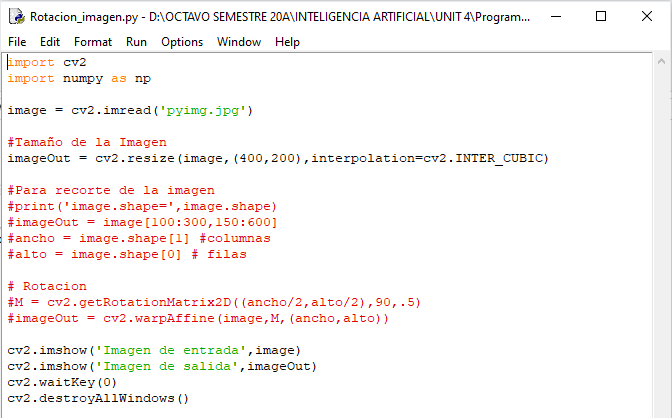 Rotacion_imagen.py - D:\OCTAVO SEMESTRE 20A\INTELIGENCIA ARTIFICIAL\UNIT 4\Program...
File Edit Format Run Options Window Help
import cv2
import numpy as np
image = cv2.imread('pyimg.jpg')
#Tamaño de la Imagen
imageOut = cv2.resize(image,(400,200),interpolation=cv2.INTER_CUBIC)
#Para recorte de la imagen
#print('image.shape=',image.shape)
#imageOut = image[100:300,150:600]
#ancho = image.shape[1] #columnas
#alto = image.shape[0] # filas
# Rotacion
#M = cv2.getRotationMatrix2D((ancho/2,alto/2),90,.5)
#imageOut = cv2.warpAffine(image,M,(ancho,alto))
cv2.imshow('Imagen de entrada',image)
cv2.imshow('Imagen de salida',imageOut)
cv2.waitKey(0)
cv2.destroyAllWindows()